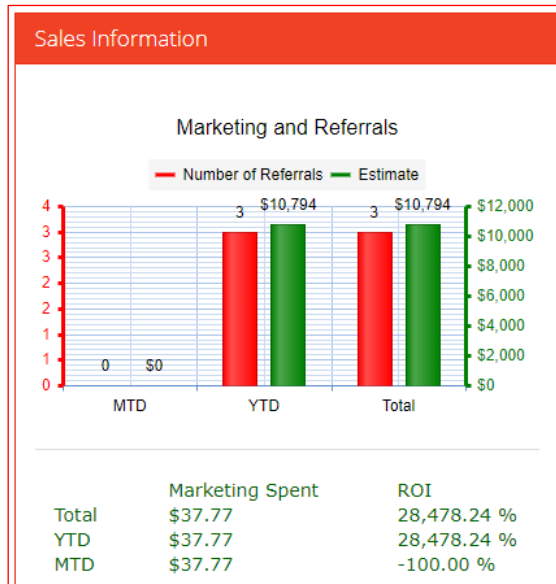 Sales Information
Marketing and Referrals
Number of Referrals Estimate
4 3 $10,794 3 $10,794 $12,000
3 $10,000
3 $8,000
2 $6,000
2
1 $4,000
1 0 $0 $2,000
0 $0
MTD YTD Total
Marketing Spent ROI
Total $37.77 28,478.24 %
YTD $37.77 28,478.24 %
MTD $37.77 -100.00 %